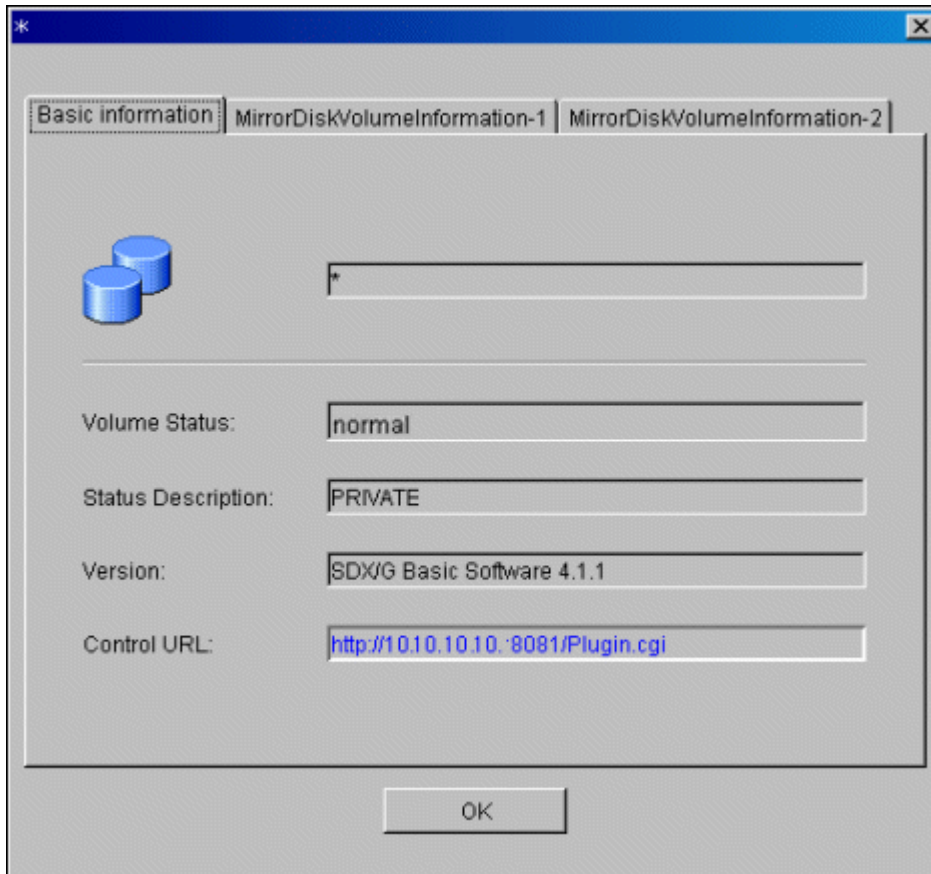 *
Basic information MirrorDiskVolumeInformation-1 MirrorDiskVolumeInformation-2
*
Volume Status: normal
Status Description: PRIVATE
Version: SDX/G Basic Software 4.1.1
Control URL: http://10.10.10.10.:8081/Plugin.cgi
OK